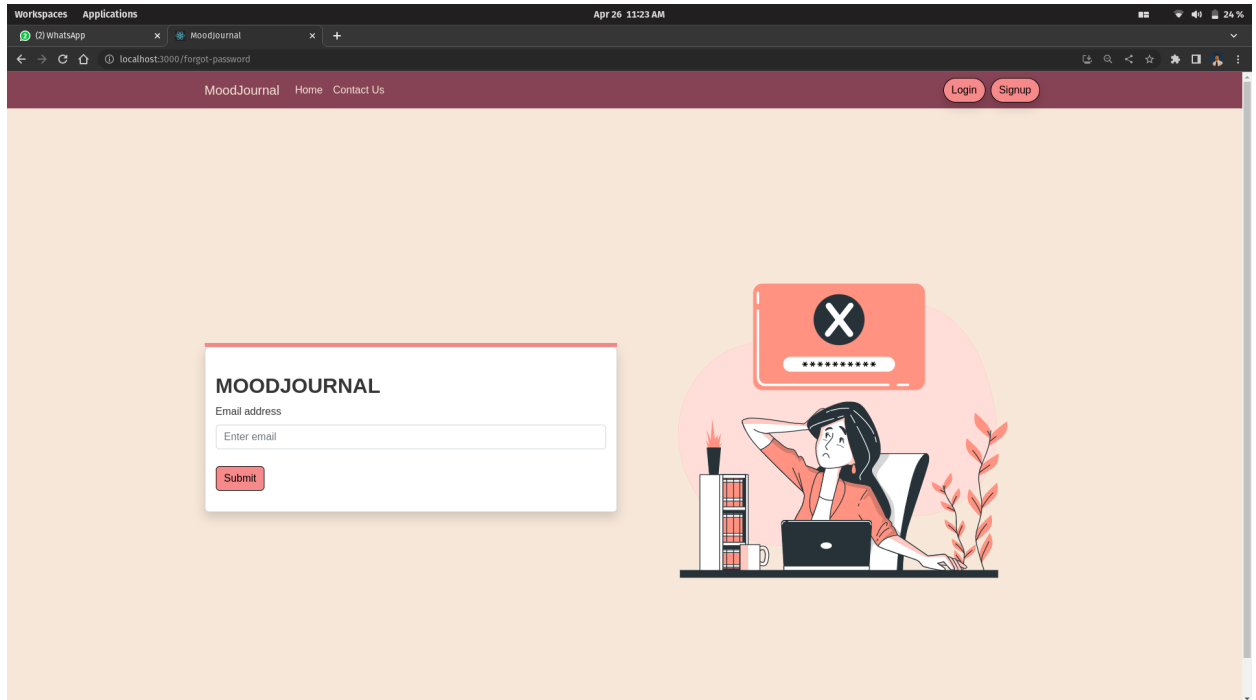 Workspaces Applications Apr 26 11:23 AM 24 %
2 (2) WhatsApp Moodjournal
localhost:3000/forgot-password
MoodJournal Home Contact Us Login Signup
X
**********
MOODJOURNAL
Email address
Enter email
Submit